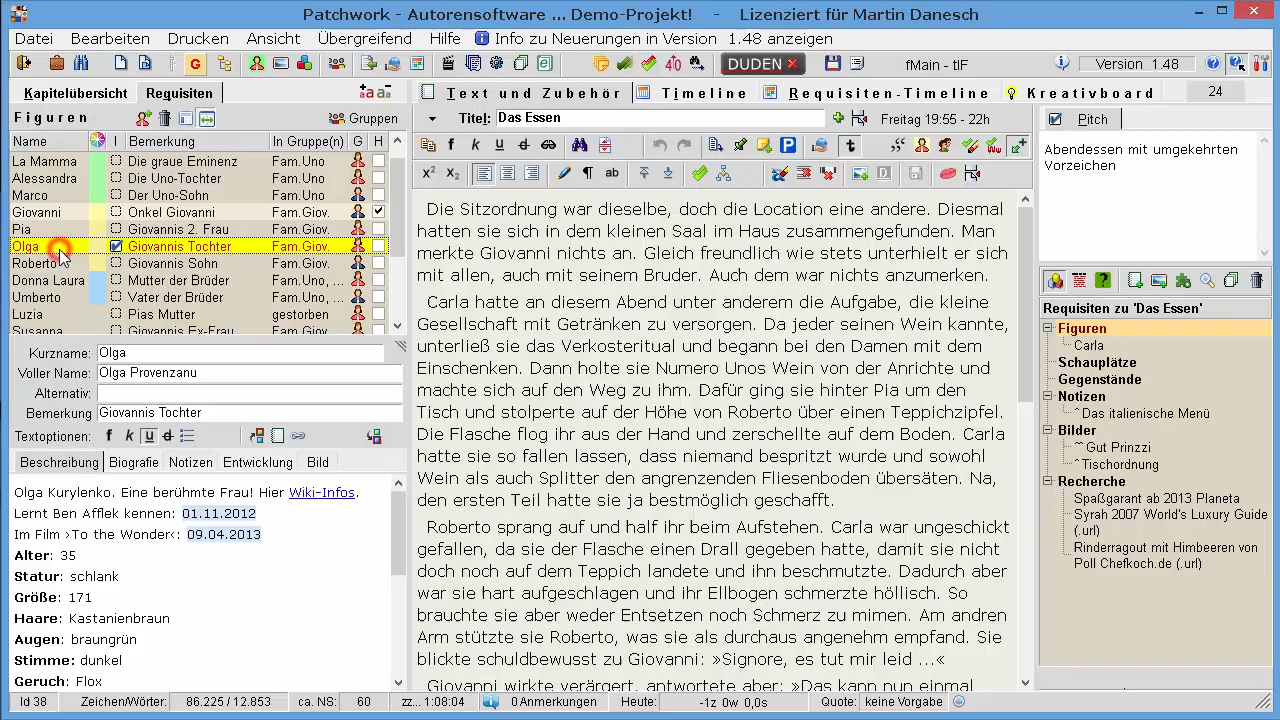 Patchwork - Autorensoftware ... Demo-Projekt! - Lizenziert für Martin Danesch
Datei Bearbeiten Drucken Ansicht Übergreifend Hilfe Info zu Neuerungen in Version 1.48 anzeigen
G DUDEN ✕ fMain - tIF Version 1.48
Kapitelübersicht Requisiten
Text und Zubehör Timeline Requisiten-Timeline Kreativboard 24
Figuren Gruppen
Titel: Das Essen Freitag 19:55 - 22h
Pitch
Name I Bemerkung In Gruppe(n) G H
La Mamma Die graue Eminenz Fam.Uno
Alessandra Die Uno-Tochter Fam.Uno
Marco Der Uno-Sohn Fam.Uno
Giovanni Onkel Giovanni Fam.Giov.
Pia Giovannis 2. Frau Fam.Giov.
Olga Giovannis Tochter Fam.Giov.
Roberto Giovannis Sohn Fam.Giov.
Donna Laura Mutter der Brüder Fam.Uno, ...
Umberto Vater der Brüder Fam.Uno, ...
Luzia Pias Mutter gestorben
Susanna Giovannis Ex-Frau Fam.Giov.
Kurzname: Olga
Voller Name: Olga Provenzanu
Alternativ:
Bemerkung Giovannis Tochter
Textoptionen: f k u d
Beschreibung Biografie Notizen Entwicklung Bild
Olga Kurylenko. Eine berühmte Frau! Hier Wiki-Infos.
Lernt Ben Afflek kennen: 01.11.2012
Im Film ›To the Wonder‹: 09.04.2013
Alter: 35
Statur: schlank
Größe: 171
Haare: Kastanienbraun
Augen: braungrün
Stimme: dunkel
Geruch: Flox
Die Sitzordnung war dieselbe, doch die Location eine andere. Diesmal
hatten sie sich in dem kleinen Saal im Haus zusammengefunden. Man
merkte Giovanni nichts an. Gleich freundlich wie stets unterhielt er sich
mit allen, auch mit seinem Bruder. Auch dem war nichts anzumerken.
Carla hatte an diesem Abend unter anderem die Aufgabe, die kleine
Gesellschaft mit Getränken zu versorgen. Da jeder seinen Wein kannte,
unterließ sie das Verkosteritual und begann bei den Damen mit dem
Einschenken. Dann holte sie Numero Unos Wein von der Anrichte und
machte sich auf den Weg zu ihm. Dafür ging sie hinter Pia um den
Tisch und stolperte auf der Höhe von Roberto über einen Teppichzipfel.
Die Flasche flog ihr aus der Hand und zerschellte auf dem Boden. Carla
hatte sie so fallen lassen, dass niemand bespritzt wurde und sowohl
Wein als auch Splitter den angrenzenden Fliesenboden übersäten. Na,
den ersten Teil hatte sie ja bestmöglich geschafft.
Roberto sprang auf und half ihr beim Aufstehen. Carla war ungeschickt
gefallen, da sie der Flasche einen Drall gegeben hatte, damit sie nicht
doch noch auf dem Teppich landete und ihn beschmutzte. Dadurch aber
war sie hart aufgeschlagen und ihr Ellbogen schmerzte höllisch. So
brauchte sie aber weder Entsetzen noch Schmerz zu mimen. Am andren
Arm stützte sie Roberto, was sie als durchaus angenehm empfand. Sie
blickte schuldbewusst zu Giovanni: »Signore, es tut mir leid ...«
Giovanni wirkte verärgert, antwortete aber: »Das kann nun einmal
Abendessen mit umgekehrten
Vorzeichen
Requisiten zu 'Das Essen'
Figuren
Carla
Schauplätze
Gegenstände
Notizen
^Das italienische Menü
Bilder
^^ Gut Prinzzi
^Tischordnung
Recherche
Spaßgarant ab 2013 Planeta
Syrah 2007 World's Luxury Guide
(.url)
Rinderragout mit Himbeeren von
Poll Chefkoch.de (.url)
Id 38 Zeichen/Wörter: 86.225 / 12.853 ca. NS: 60 zz... 1:08:04 0 Anmerkungen Heute: 1z 0w 0,0s Quote: keine Vorgabe